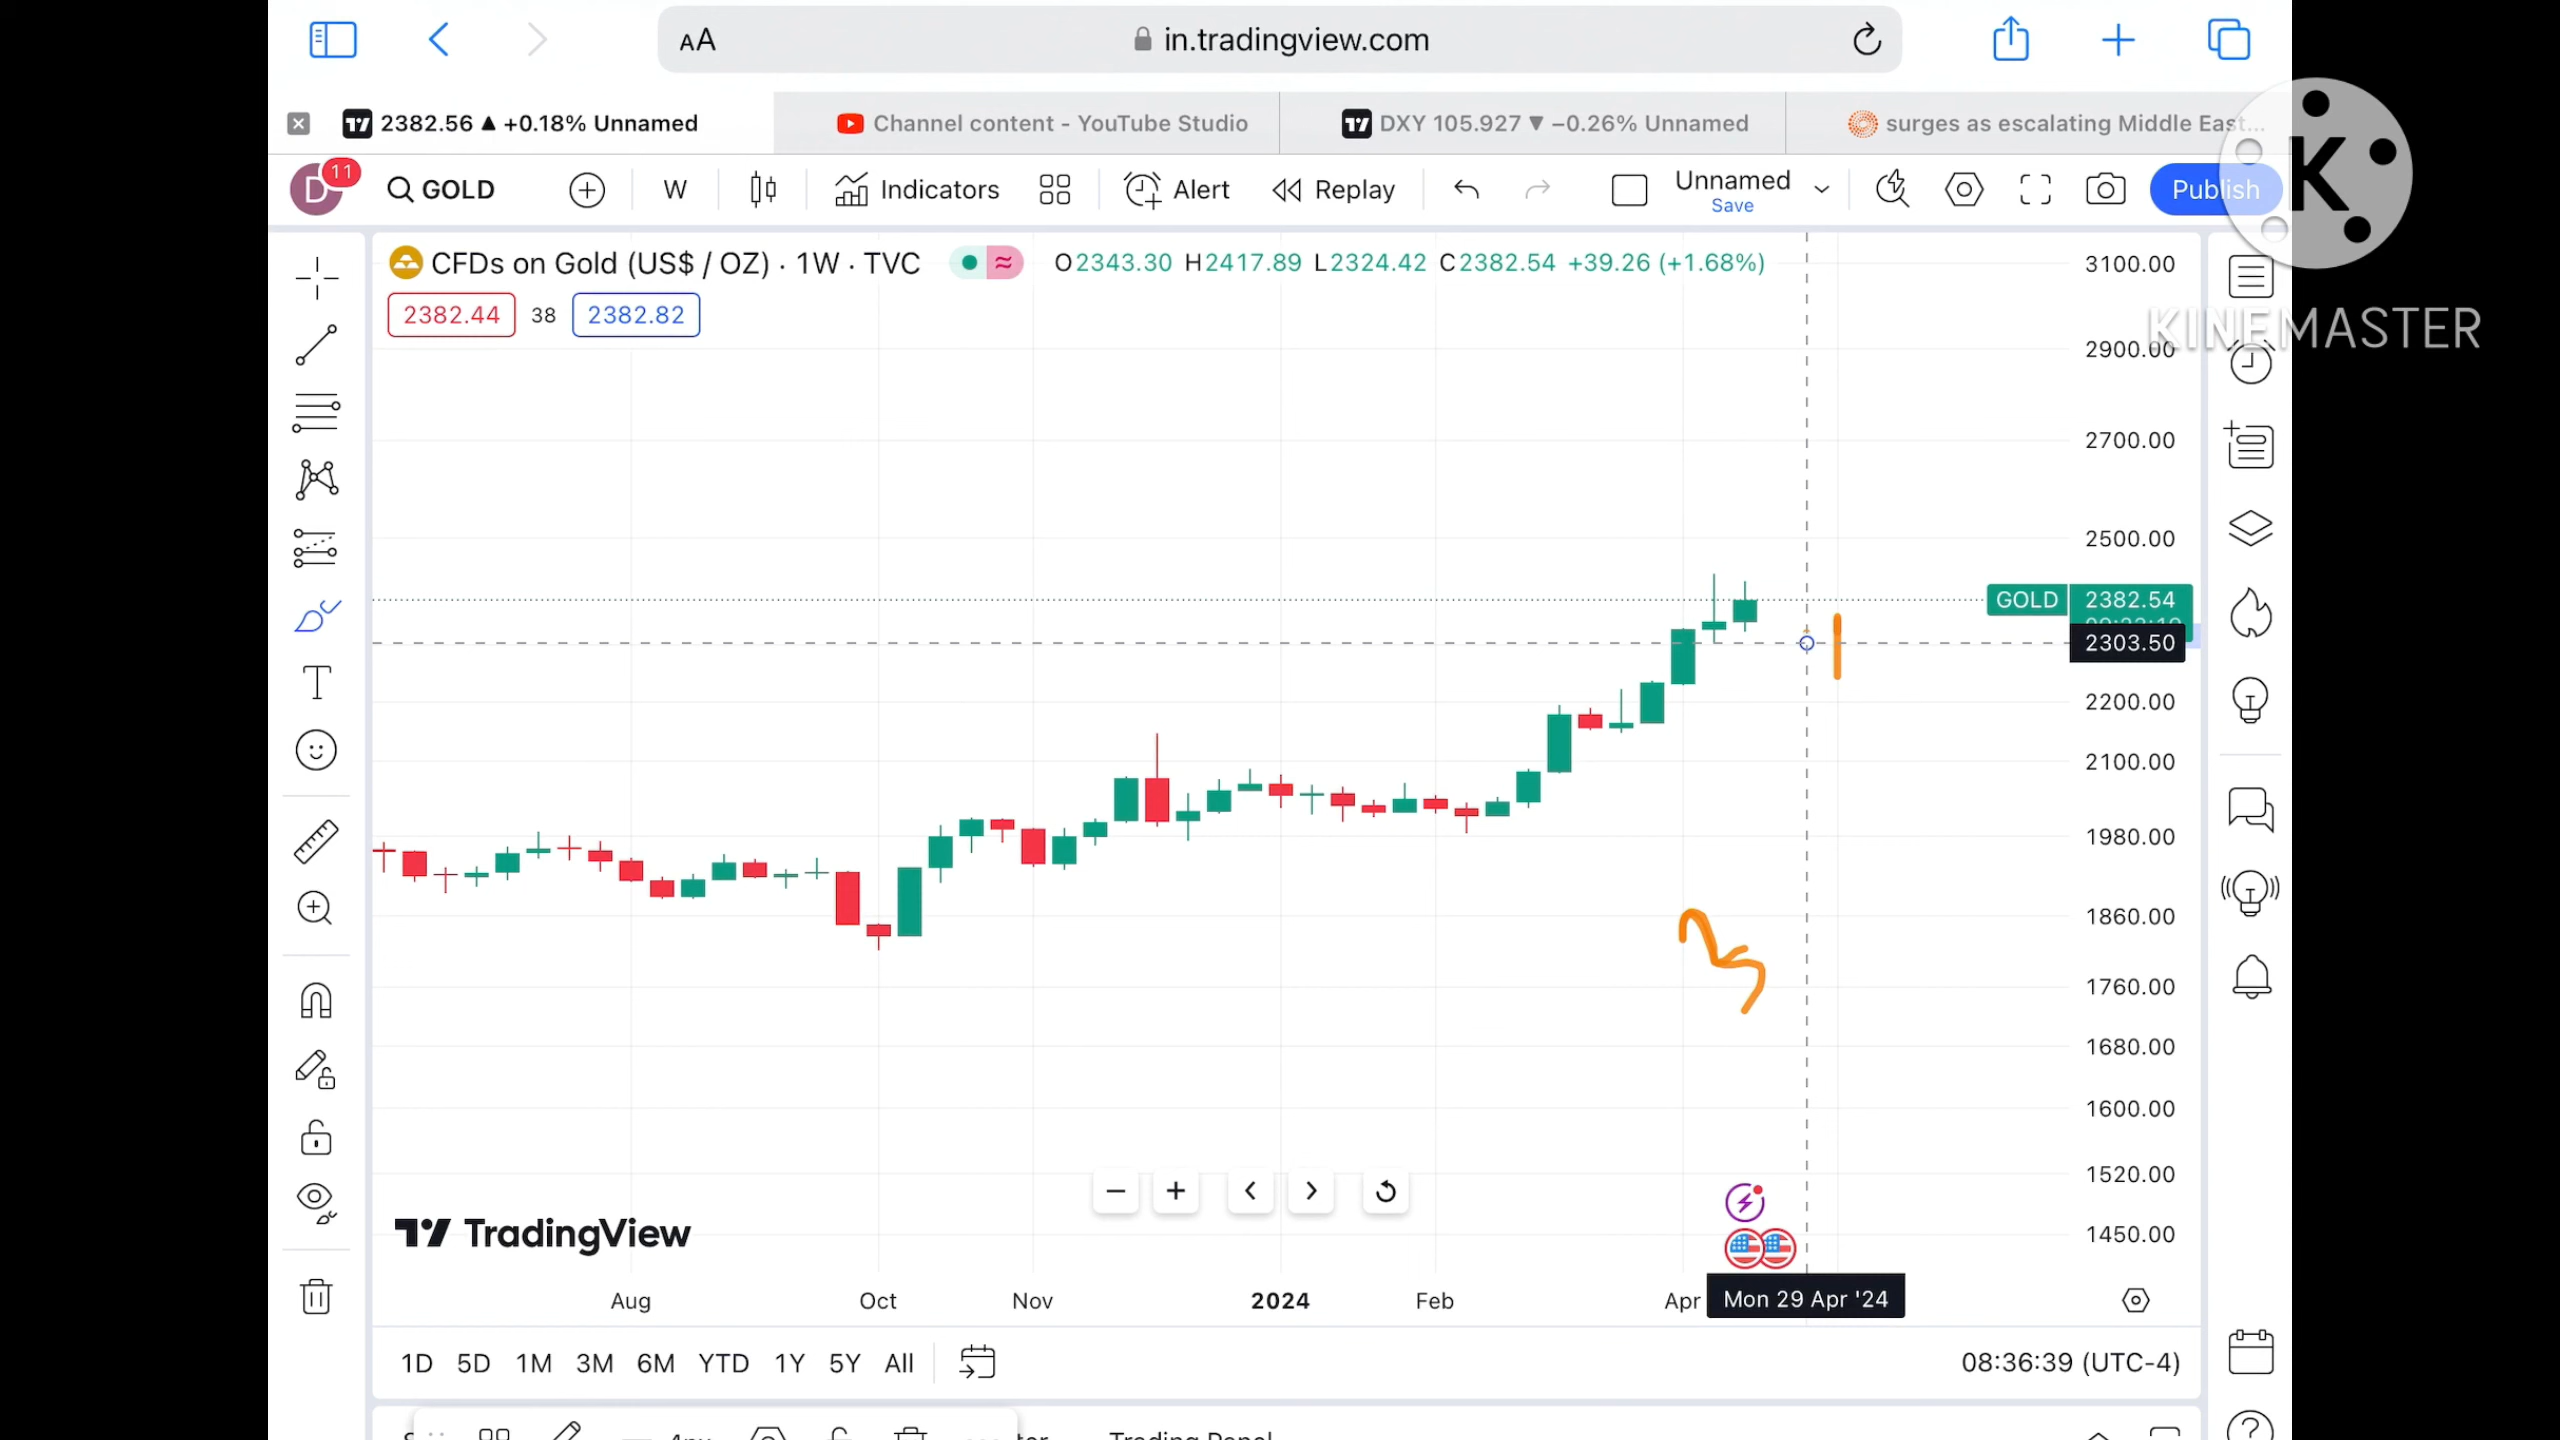 AA in.tradingview.com
2382.56 ▲ +0.18% Unnamed
Channel content - YouTube Studio
DXY 105.927 ▼ −0.26% Unnamed
surges as escalating Middle East...
D 11
GOLD
W
Indicators
Alert
Replay
Unnamed
Save
Publish
K
KINEMASTER
CFDs on Gold (US$ / OZ) · 1W · TVC
O2343.30 H2417.89 L2324.42 C2382.54 +39.26 (+1.68%)
2382.44 38 2382.82
3100.00
2900.00
2700.00
2500.00
GOLD 2382.54
2303.50
2200.00
2100.00
1980.00
1860.00
1760.00
1680.00
1600.00
1520.00
1450.00
TradingView
Aug Oct Nov 2024 Feb Apr Mon 29 Apr '24
1D 5D 1M 3M 6M YTD 1Y 5Y All
08:36:39 (UTC-4)